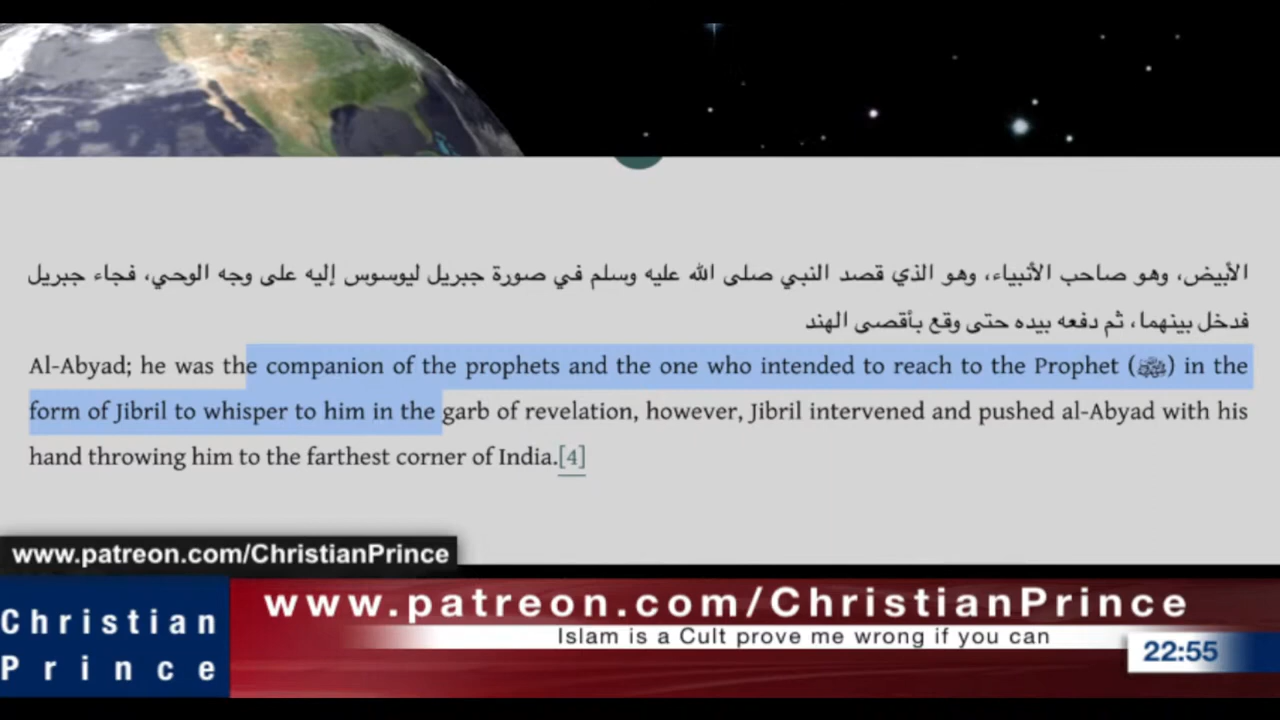 الأبيض، وهو صاحب الأنبياء، وهو الذي قصد النبي صلى الله عليه وسلم في صورة جبريل ليوسوس إليه على وجه الوحي، فجاء جبريل
فدخل بينهما، ثم دفعه بيده حتى وقع بأقصى الهند
Al-Abyad; he was the companion of the prophets and the one who intended to reach to the Prophet (ﷺ) in the
form of Jibril to whisper to him in the garb of revelation, however, Jibril intervened and pushed al-Abyad with his
hand throwing him to the farthest corner of India.[4]
www.patreon.com/ChristianPrince
www.patreon.com/ChristianPrince
Islam is a Cult prove me wrong if you can
Christian
Prince
22:55